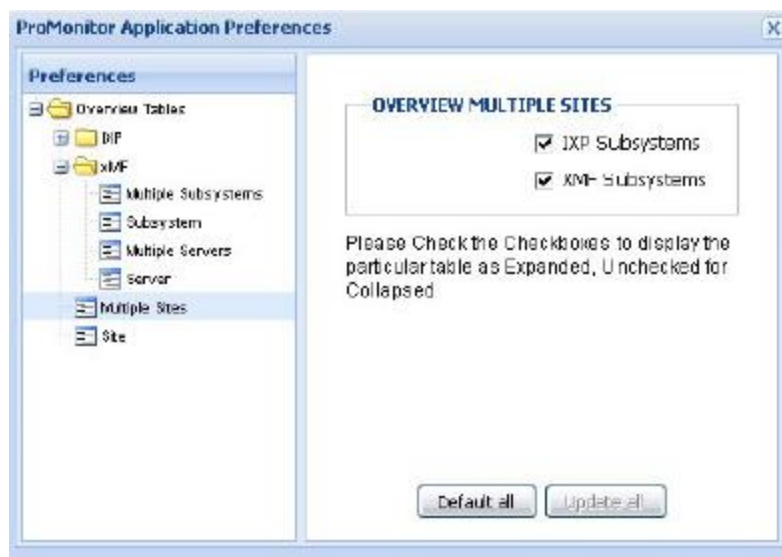 ProMonitor Application Preferences
Preferences
Overview Tables
DIP
xMF
Multiple Subsystems
Subsystem
Multiple Servers
Server
Multiple Sites
Site
OVERVIEW MULTIPLE SITES
IXP Subsystems
XMF Subsystems
Please Check the Checkboxes to display the
particular table as Expanded, Unchecked for
Collapsed
Default all
Update all